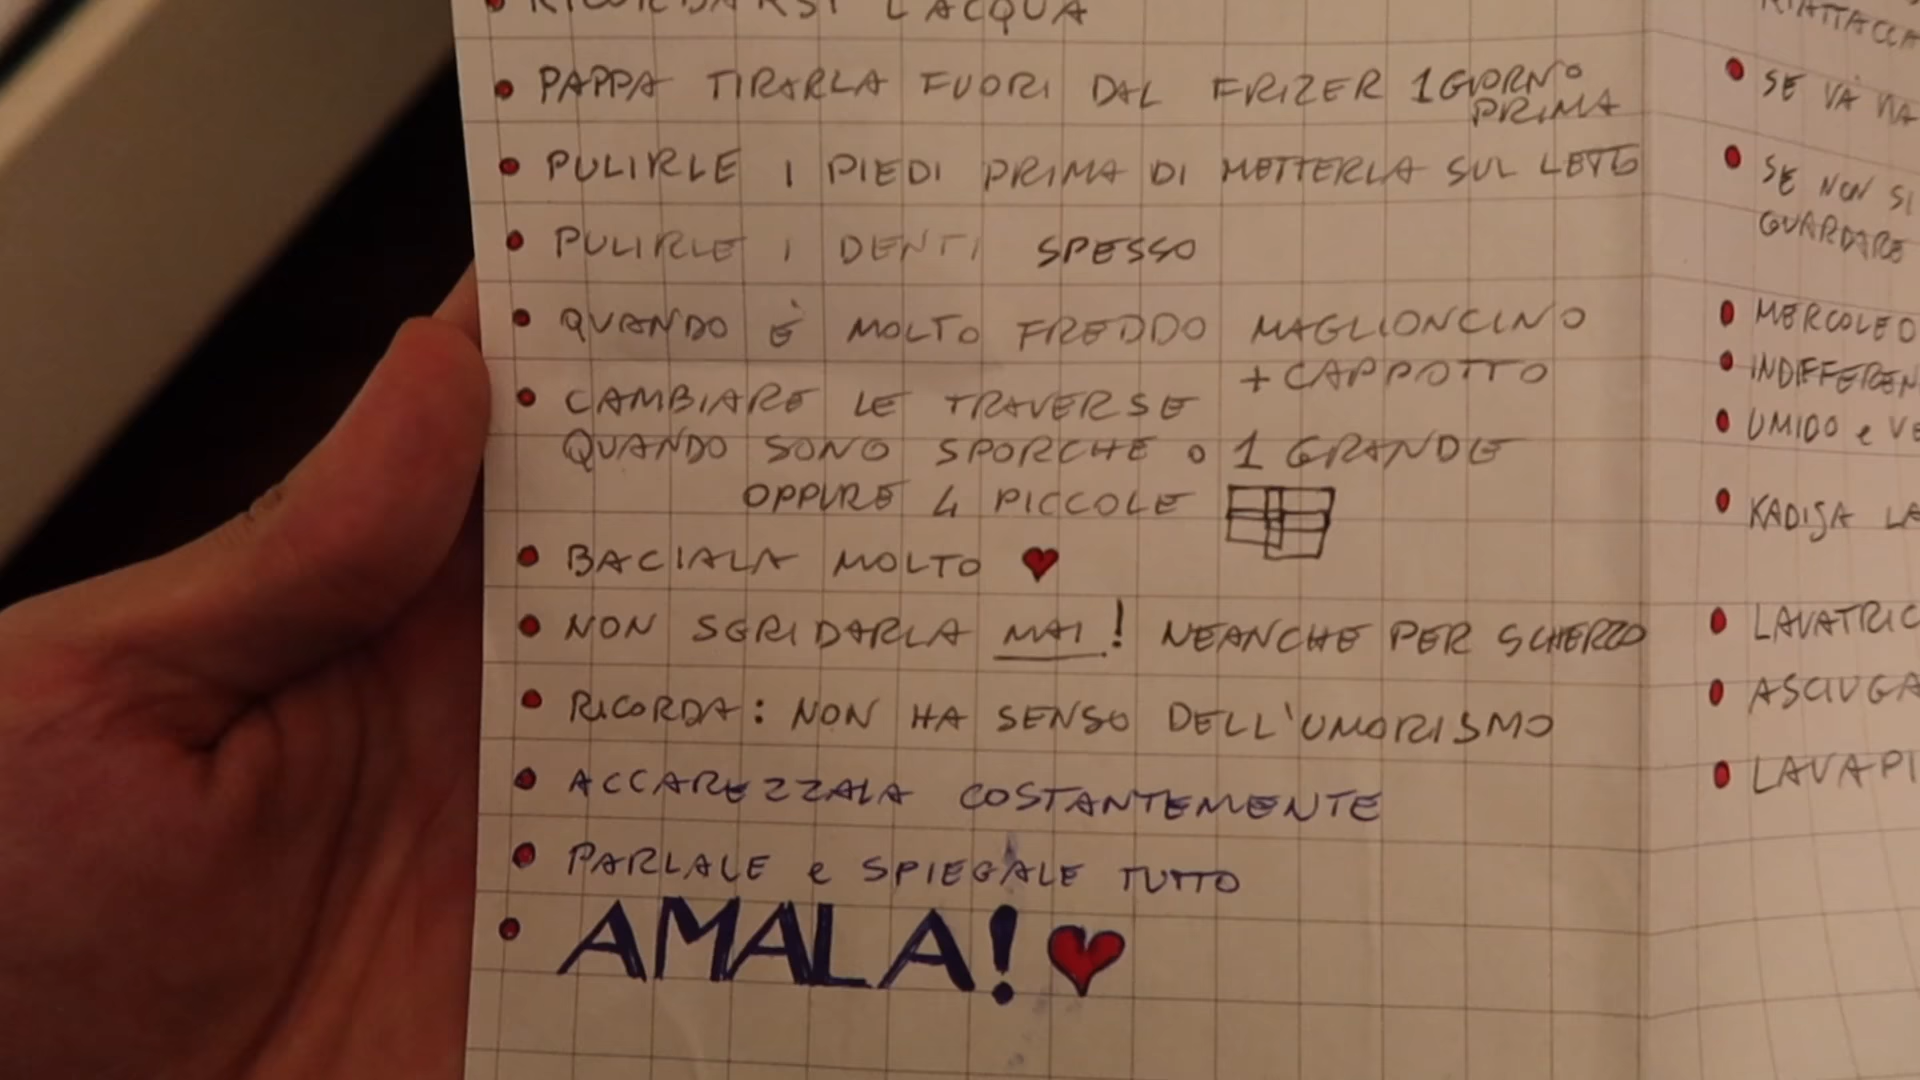 RICORDARSI L'ACQUA
PAPPA TIRARLA FUORI DAL FRIZER 1 GIORNO
PRIMA
PULIRLE I PIEDI PRIMA DI METTERLA SUL LETTO
PULIRLE I DENTI SPESSO
QUANDO È MOLTO FREDDO MAGLIONCINO
+ CAPPOTTO
CAMBIARE LE TRAVERSE
QUANDO SONO SPORCHE o 1 GRANDE
OPPURE 4 PICCOLE
BACIALA MOLTO ♥
NON SGRIDARLA MAI! NEANCHE PER SCHERZO
RICORDA: NON HA SENSO DELL'UMORISMO
ACCAREZZALA COSTANTEMENTE
PARLALE e SPIEGALE TUTTO
AMALA! ♥
SE VÀ VIA
SE NON SI
GUARDARE
MERCOLED
INDIFFEREN
UMIDO e VE
KADIJA LA
LAVATRIC
ASCIUGA
LAVAPI